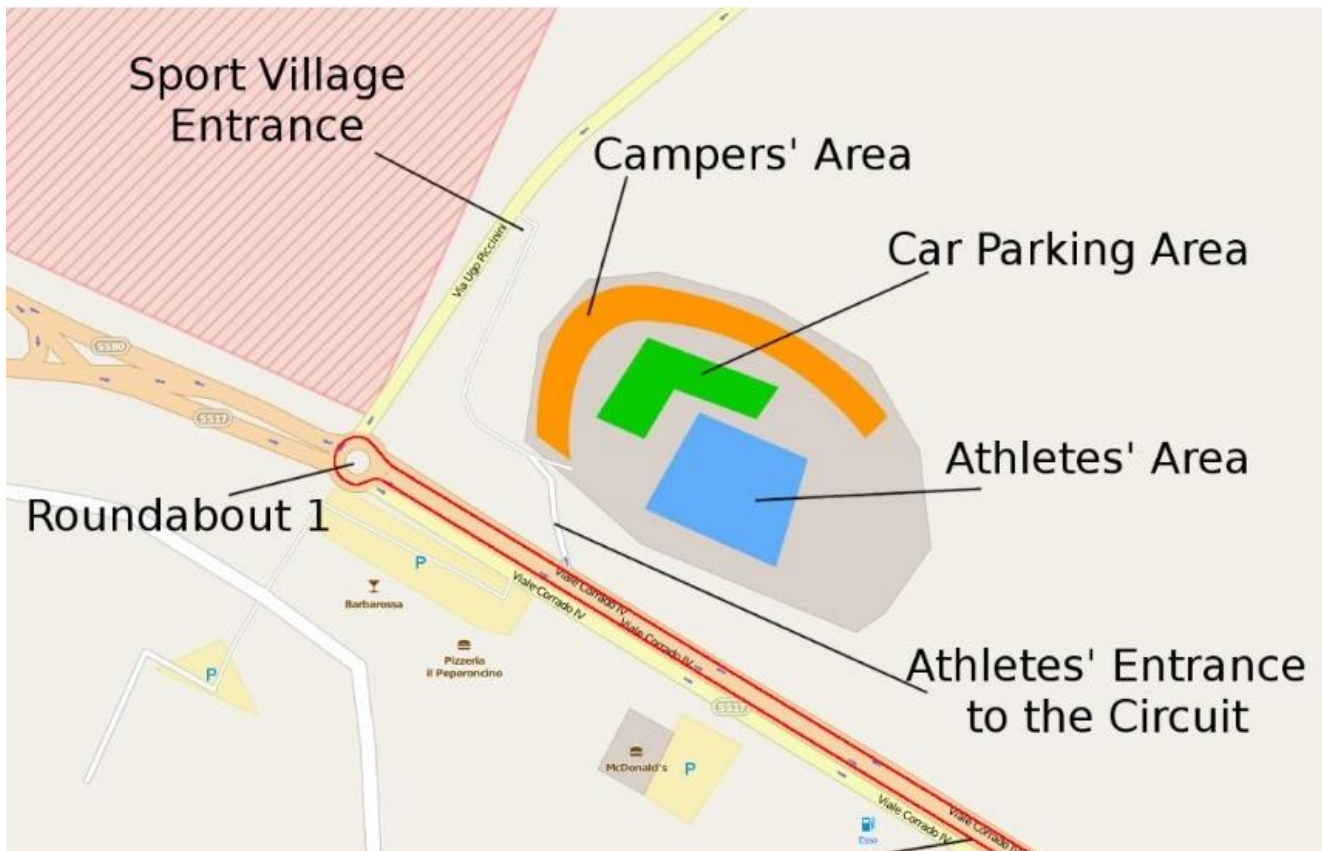 Sport Village
Entrance
Campers' Area
Car Parking Area
Via Ugo Piccinini
SS80
SS17
Athletes' Area
Roundabout 1
P
Barbarossa
Viale Corrado IV
Viale Corrado IV
Viale Corrado IV
Pizzeria
Il Peperoncino
P
Athletes' Entrance
to the Circuit
SS17
McDonald's
P
Viale Corrado IV
Viale Corrado IV
Esso